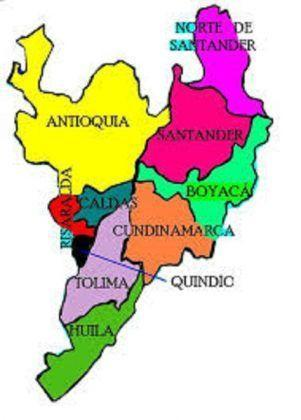 NORTE DE
SANTANDER
ANTIOQUIA
SANTANDER
BOYACÁ
RISARALDA
CALDAS
CUNDINAMARCA
TOLIMA
QUINDIC
HUILA